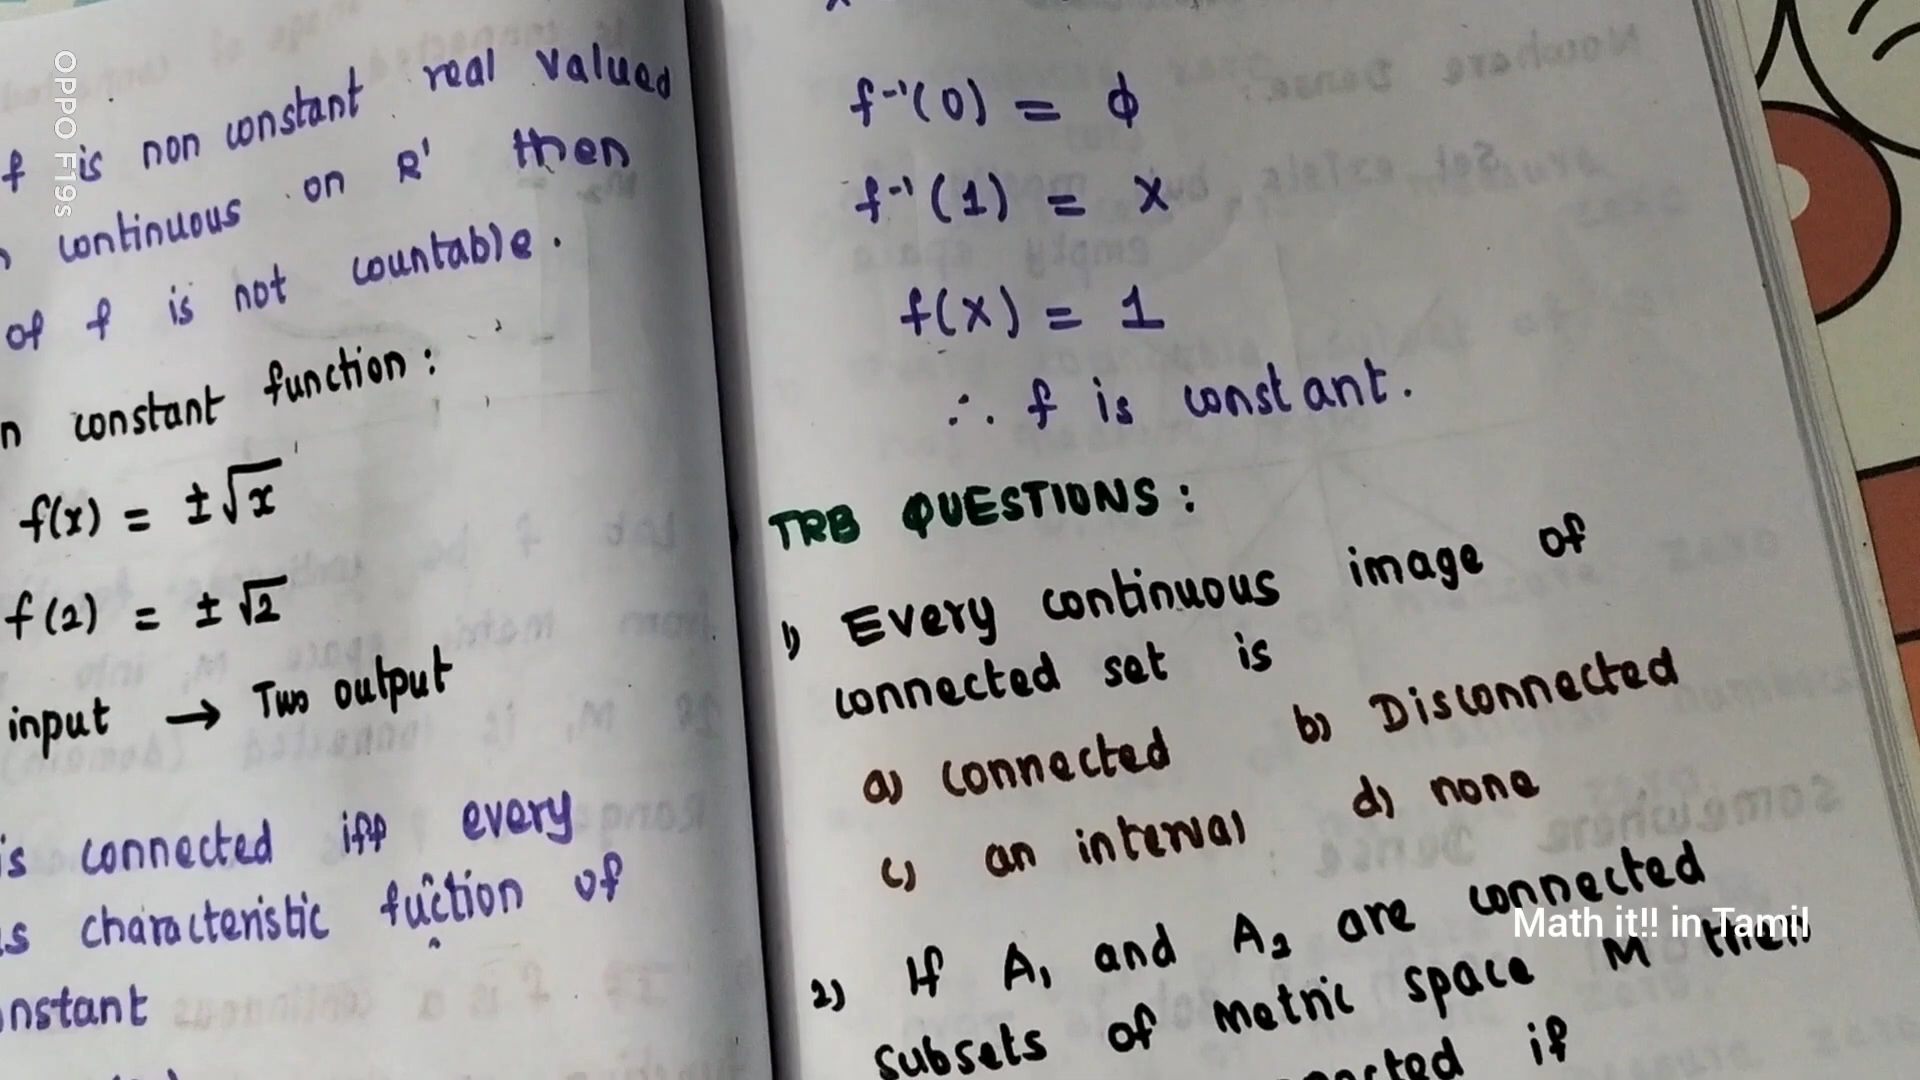 f is non constant real valued
continuous on R' then
of f is not countable.
n constant function:
f(x) = ±√x
f(2) = ±√2
input → Two output
is connected iff every
characteristic fuction of
nstant
f⁻¹(0) = ϕ
f⁻¹(1) = X
f(x) = 1
∴ f is constant.
TRB QUESTIONS:
1) Every continuous image of
connected set is
a) connected b) Disconnected
c) an interval d) none
2) If A₁ and A₂ are connected
subsets of metric space M then
if
Math it!! in Tamil
OPPO F19s